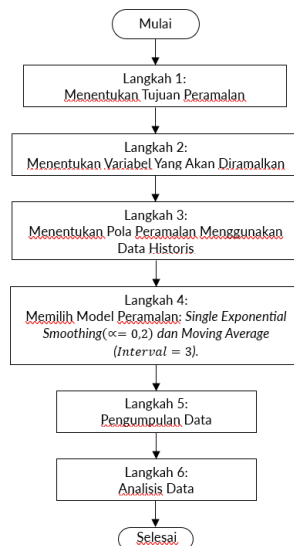 Mulai
Langkah 1:
Menentukan Tujuan Peramalan
Langkah 2:
Menentukan Variabel Yang Akan Diramalkan
Langkah 3:
Menentukan Pola Peramalan Menggunakan
Data Historis
Langkah 4:
Memilih Model Peramalan: Single Exponential
Smoothing(∝= 0,2) dan Moving Average
(Interval = 3).
Langkah 5:
Pengumpulan Data
Langkah 6:
Analisis Data
Selesai